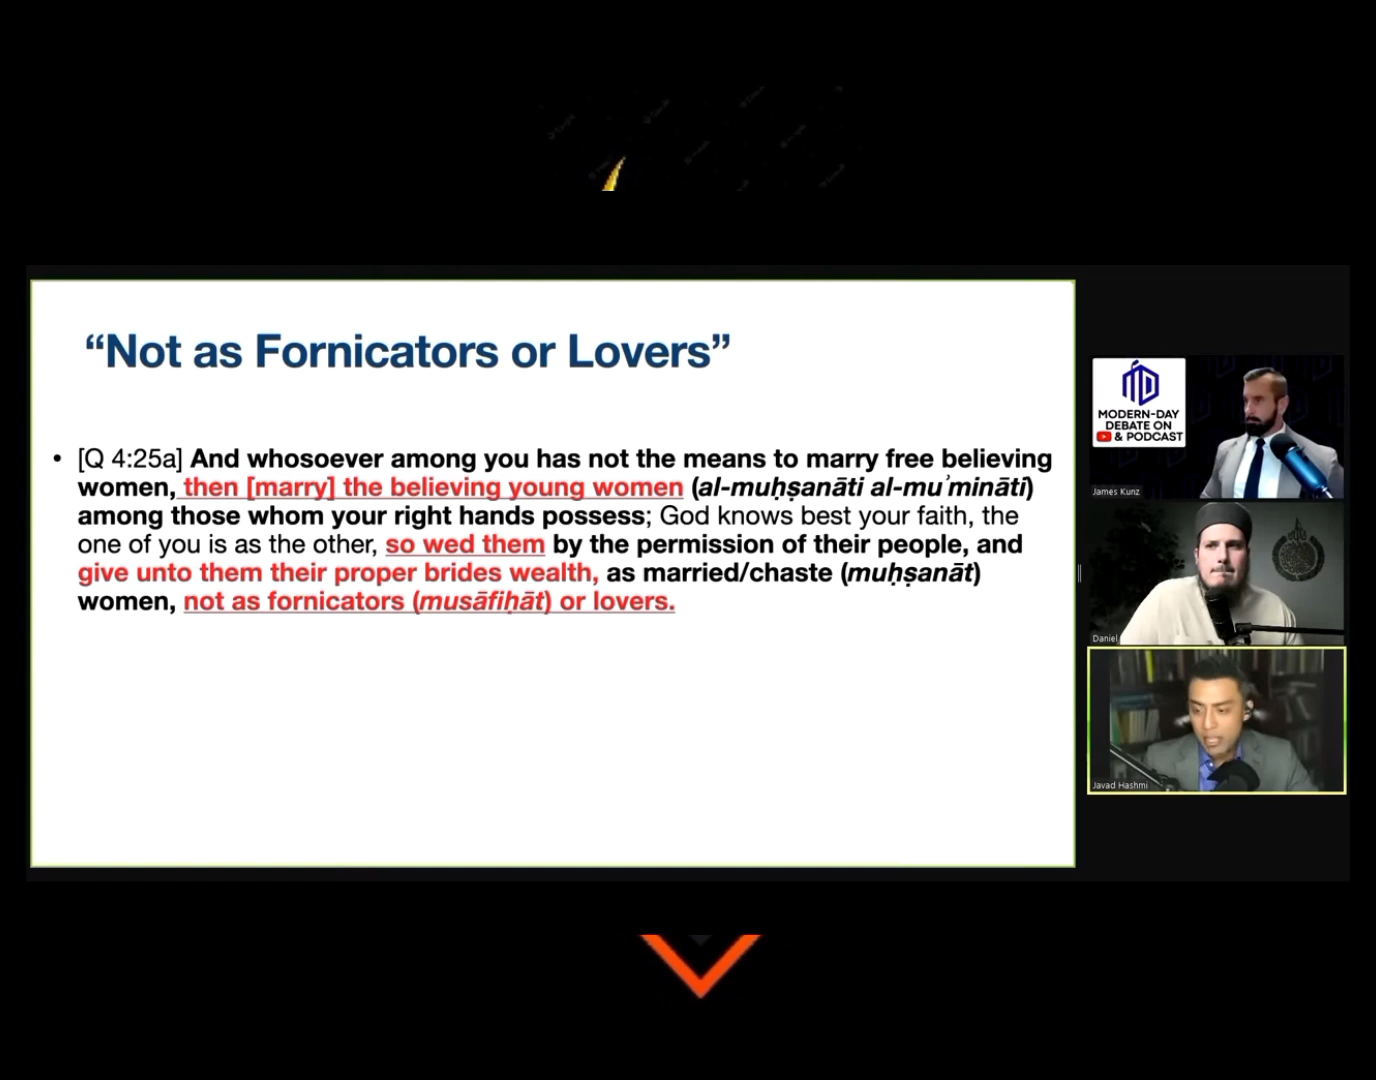 “Not as Fornicators or Lovers”
• [Q 4:25a] And whosoever among you has not the means to marry free believing
women, then [marry] the believing young women (al-muḥṣanāti al-muʾmināti)
among those whom your right hands possess; God knows best your faith, the
one of you is as the other, so wed them by the permission of their people, and
give unto them their proper brides wealth, as married/chaste (muḥṣanāt)
women, not as fornicators (musāfiḥāt) or lovers.
MODERN-DAY
DEBATE ON
& PODCAST
James Kunz
Daniel
Javad Hashmi